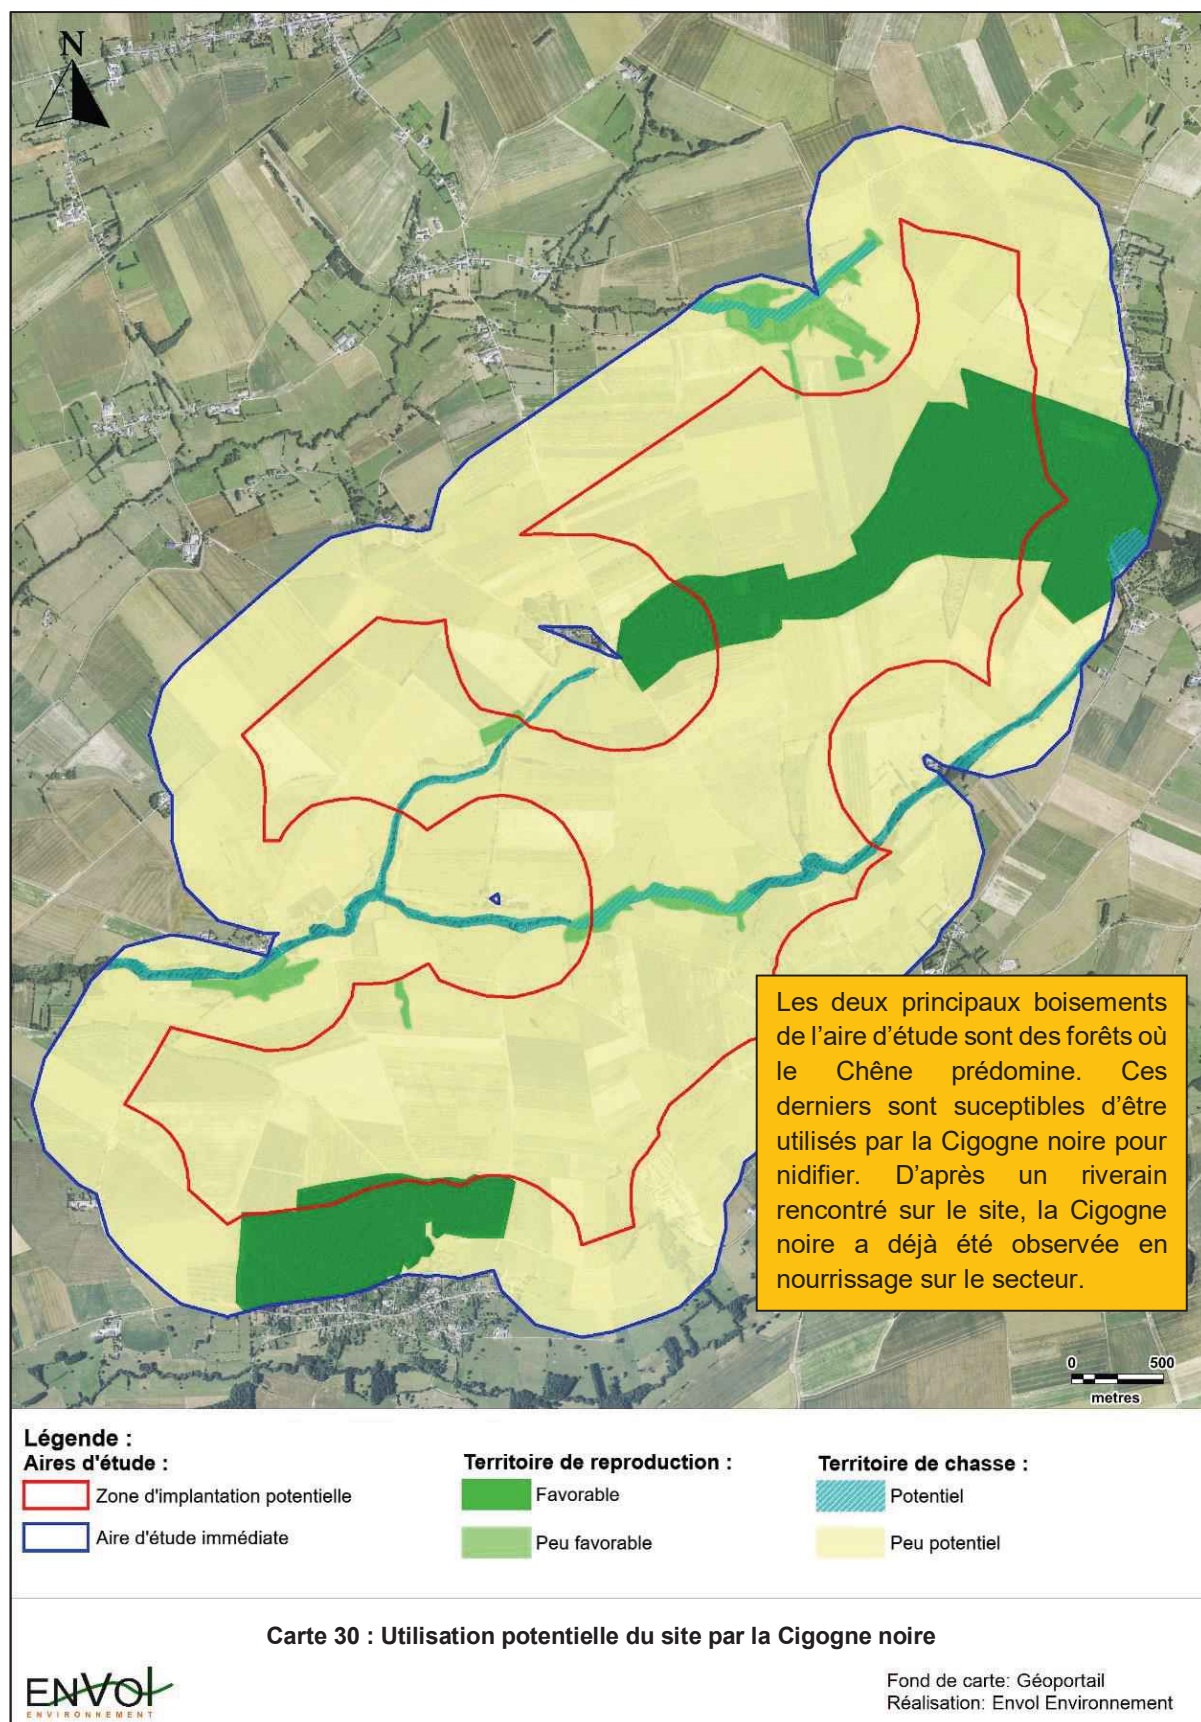 N
Les deux principaux boisements
de l'aire d'étude sont des forêts où
le Chêne prédomine. Ces
derniers sont suceptibles d'être
utilisés par la Cigogne noire pour
nidifier. D'après un riverain
rencontré sur le site, la Cigogne
noire a déjà été observée en
nourrissage sur le secteur.
0 500
metres
Légende :
Aires d'étude :
Zone d'implantation potentielle
Aire d'étude immédiate
Territoire de reproduction :
Favorable
Peu favorable
Territoire de chasse :
Potentiel
Peu potentiel
Carte 30 : Utilisation potentielle du site par la Cigogne noire
ENVOl
ENVIRONNEMENT
Fond de carte: Géoportail
Réalisation: Envol Environnement